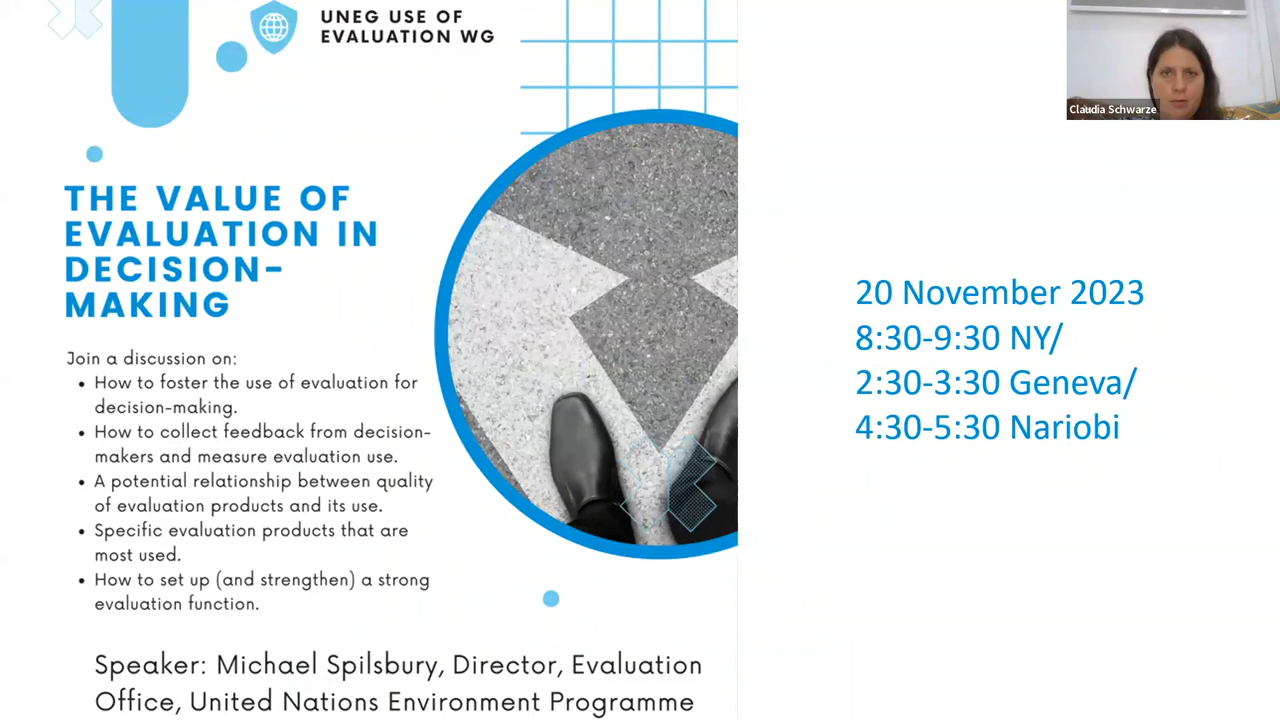 UNEG USE OF
EVALUATION WG
Claudia Schwarze
THE VALUE OF
EVALUATION IN
DECISION-
MAKING
Join a discussion on:
• How to foster the use of evaluation for
decision-making.
• How to collect feedback from decision-
makers and measure evaluation use.
• A potential relationship between quality
of evaluation products and its use.
• Specific evaluation products that are
most used.
• How to set up (and strengthen) a strong
evaluation function.
Speaker: Michael Spilsbury, Director, Evaluation
Office, United Nations Environment Programme
20 November 2023
8:30-9:30 NY/
2:30-3:30 Geneva/
4:30-5:30 Nariobi